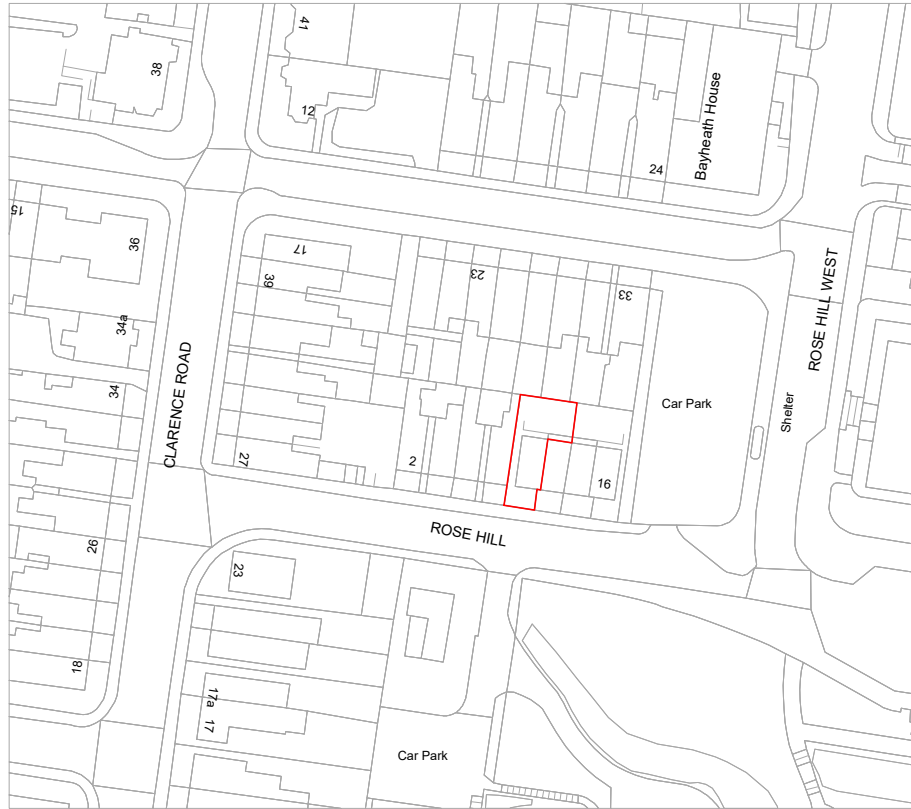 41
38
12
Bayheath House
24
15
36
17
23
39
33
ROSE HILL WEST
34a
CLARENCE ROAD
34
Car Park
Shelter
27
2
16
ROSE HILL
26
23
18
17a
17
Car Park